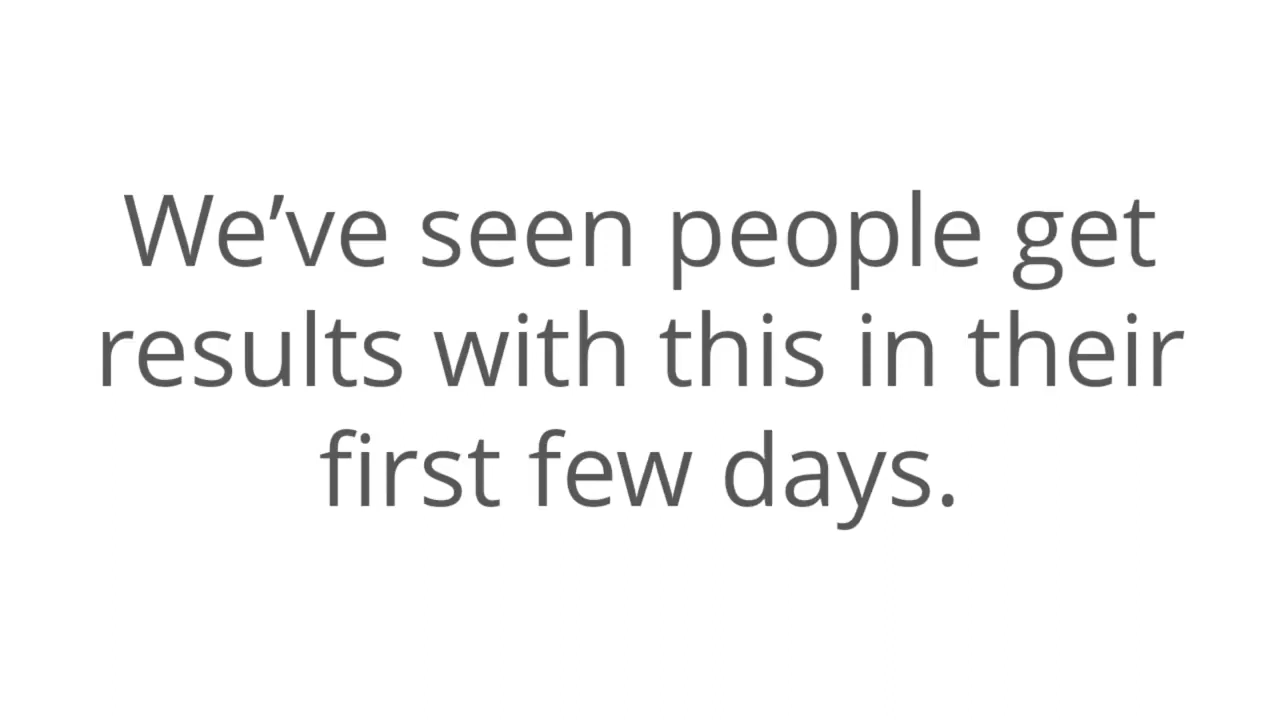 We’ve seen people get
results with this in their
first few days.